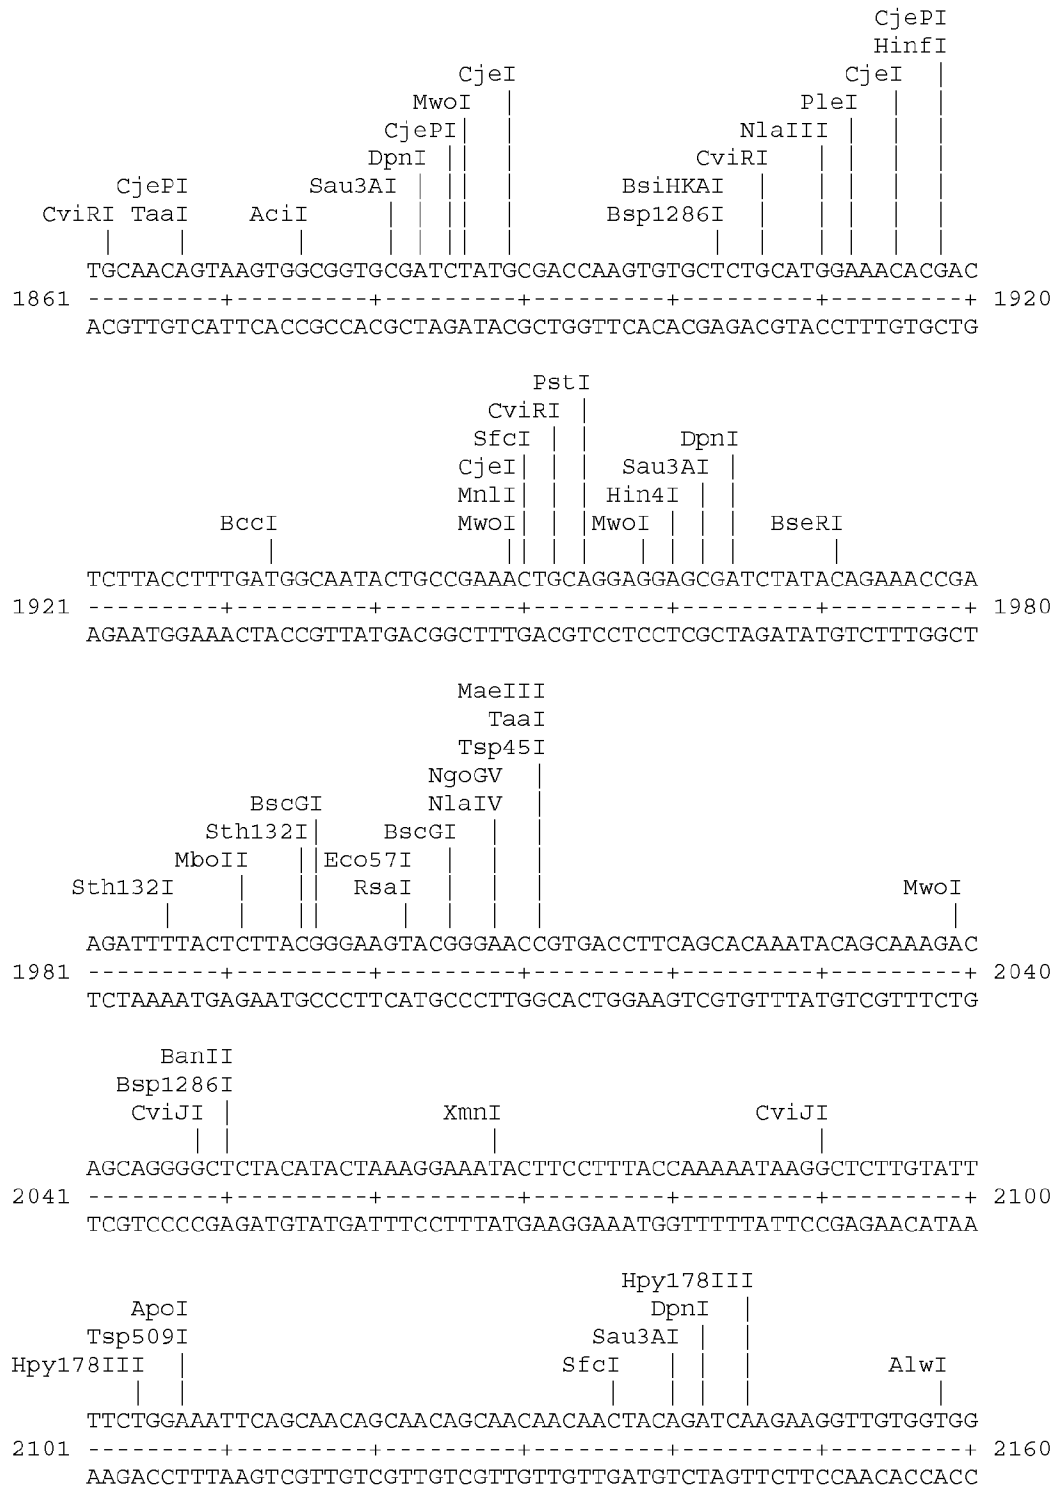 CjePI
HinfI
CjeI CjeI |
MwoI | PleI | |
CjePI | | NlaIII | | |
DpnI || | CviRI | | | |
CjePI Sau3AI | || | BsiHKAI | | | | |
CviRI TaaI AciI | | || | Bsp1286I | | | | |
| | | | | || | | | | | | |
TGCAACAGTAAGTGGCGGTGCGATCTATGCGACCAAGTGTGCTCTGCATGGAAACACGAC
1861 ---------+---------+---------+---------+---------+---------+ 1920
ACGTTGTCATTCACCGCCACGCTAGATACGCTGGTTCACACGAGACGTACCTTTGTGCTG
PstI
CviRI |
SfcI | | DpnI
CjeI| | | Sau3AI |
MnlI| | | Hin4I | |
BccI MwoI| | |MwoI | | | BseRI
| || | | | | | | |
TCTTACCTTTGATGGCAATACTGCCGAAACTGCAGGAGGAGCGATCTATACAGAAACCGA
1921 ---------+---------+---------+---------+---------+---------+ 1980
AGAATGGAAACTACCGTTATGACGGCTTTGACGTCCTCCTCGCTAGATATGTCTTTGGCT
MaeIII
TaaI
Tsp45I
NgoGV |
BscGI NlaIV |
Sth132I| BscGI | |
MboII ||Eco57I | | |
Sth132I | || RsaI | | | MwoI
| | || | | | | |
AGATTTTACTCTTACGGGAAGTACGGGAACCGTGACCTTCAGCACAAATACAGCAAAGAC
1981 ---------+---------+---------+---------+---------+---------+ 2040
TCTAAAATGAGAATGCCCTTCATGCCCTTGGCACTGGAAGTCGTGTTTATGTCGTTTCTG
BanII
Bsp1286I
CviJI | XmnI CviJI
| | | |
AGCAGGGGCTCTACATACTAAAGGAAATACTTCCTTTACCAAAAATAAGGCTCTTGTATT
2041 ---------+---------+---------+---------+---------+---------+ 2100
TCGTCCCCGAGATGTATGATTTCCTTTATGAAGGAAATGGTTTTTATTCCGAGAACATAA
Hpy178III
ApoI DpnI |
Tsp509I Sau3AI | |
Hpy178III | SfcI | | | AlwI
| | | | | | |
TTCTGGAAATTCAGCAACAGCAACAGCAACAACAACTACAGATCAAGAAGGTTGTGGTGG
2101 ---------+---------+---------+---------+---------+---------+ 2160
AAGACCTTTAAGTCGTTGTCGTTGTCGTTGTTGTTGATGTCTAGTTCTTCCAACACCACC